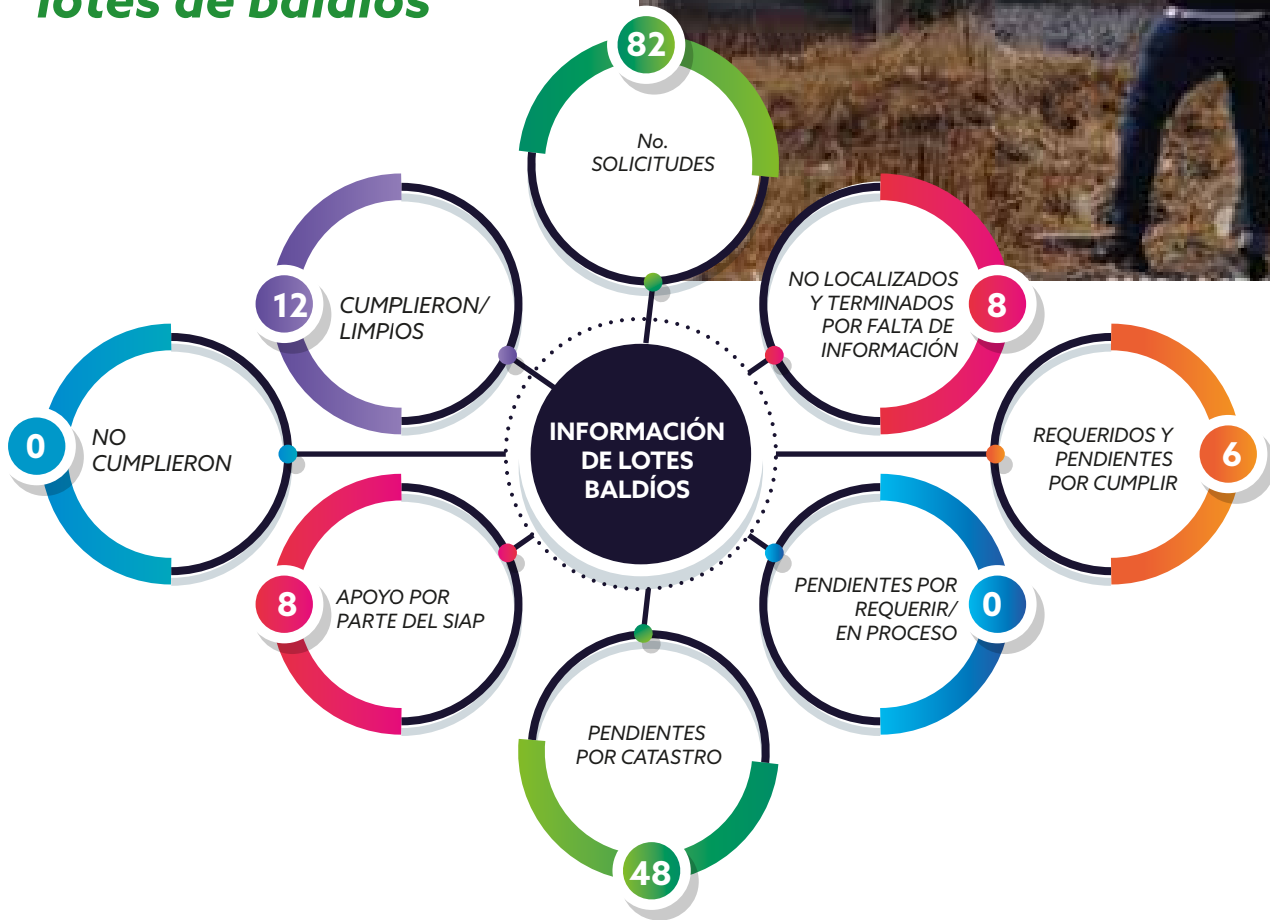 lotes de baldíos
82
No.
SOLICITUDES
12
CUMPLIERON/
LIMPIOS
NO LOCALIZADOS
Y TERMINADOS
POR FALTA DE
INFORMACIÓN
8
0
NO
CUMPLIERON
INFORMACIÓN
DE LOTES
BALDÍOS
REQUERIDOS Y
PENDIENTES
POR CUMPLIR
6
8
APOYO POR
PARTE DEL SIAP
PENDIENTES POR
REQUERIR/
EN PROCESO
0
PENDIENTES
POR CATASTRO
48